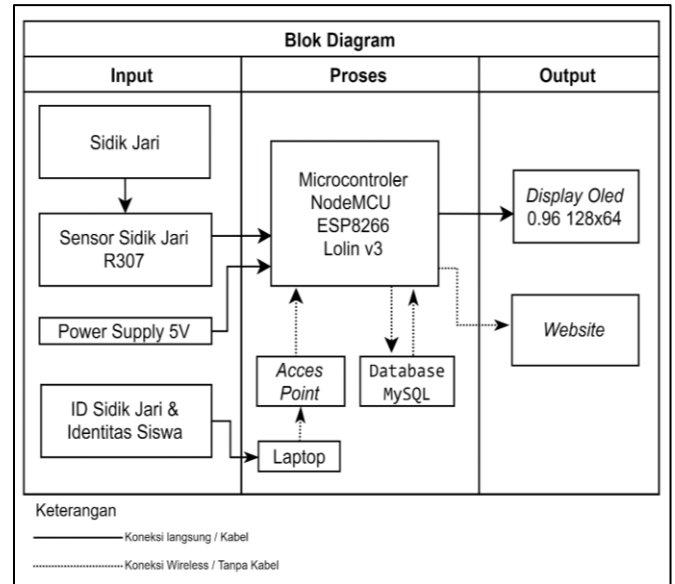 Blok Diagram
Input
Proses
Output
Sidik Jari
Sensor Sidik Jari
R307
Power Supply 5V
ID Sidik Jari &
Identitas Siswa
Microcontroler
NodeMCU
ESP8266
Lolin v3
Acces
Point
Database
MySQL
Laptop
Display Oled
0.96 128x64
Website
Keterangan
Koneksi langsung / Kabel
Koneksi Wireless / Tanpa Kabel